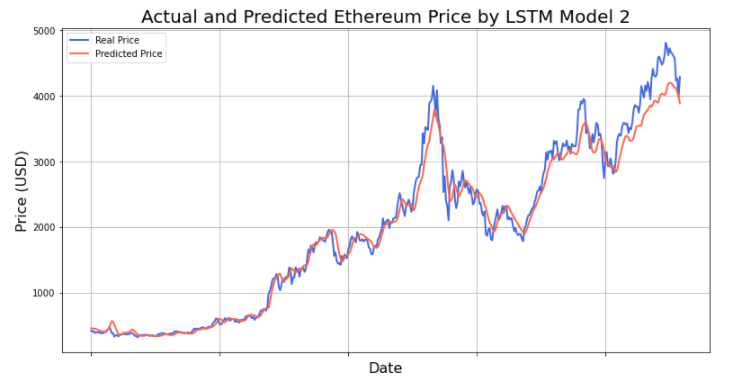 Actual and Predicted Ethereum Price by LSTM Model 2
Real Price
Predicted Price
5000
4000
3000
2000
1000
Price (USD)
Date